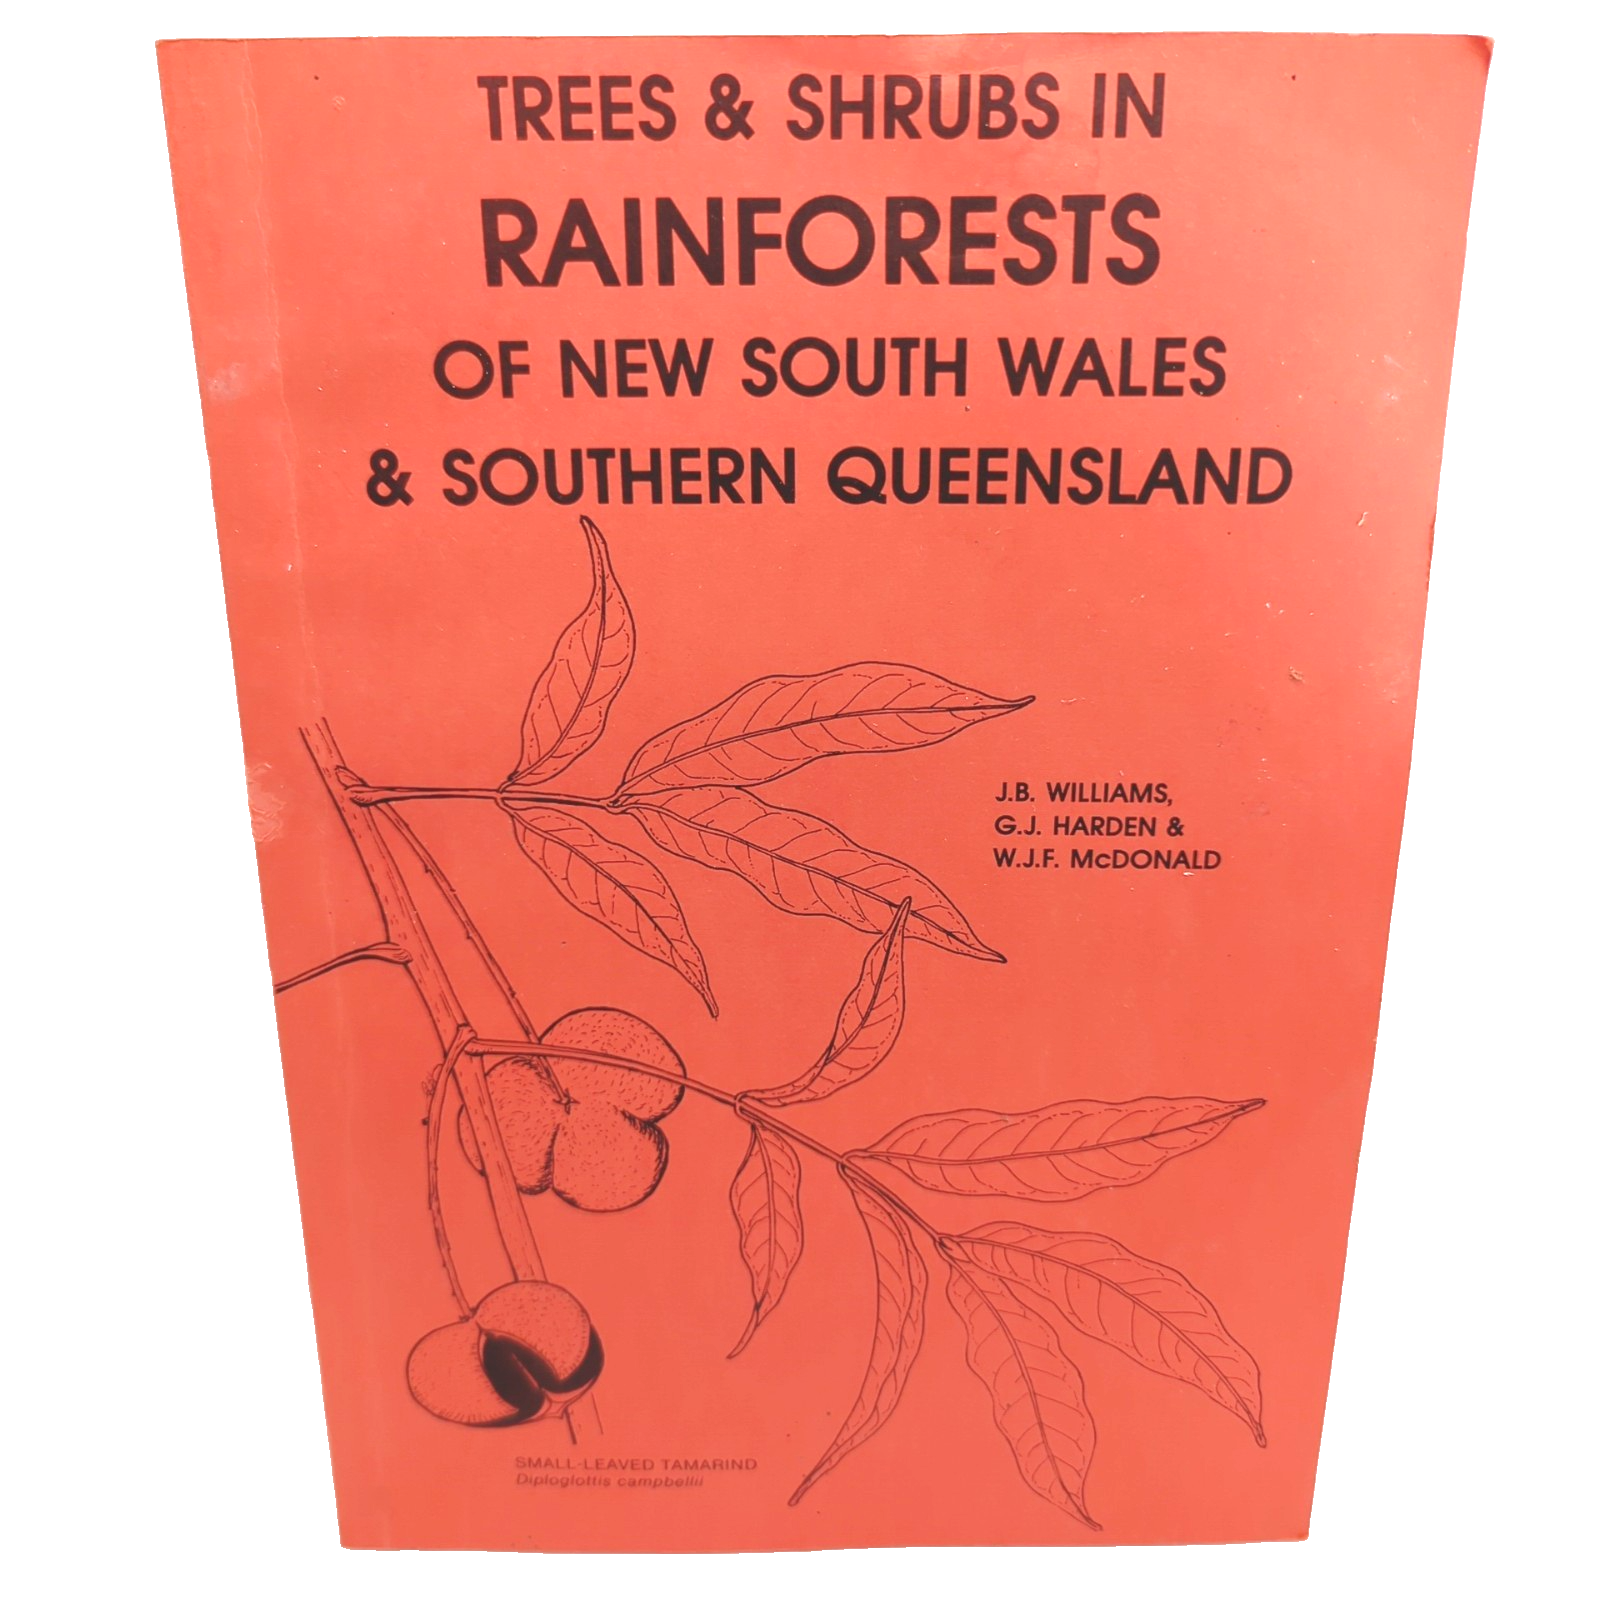 TREES & SHRUBS IN
RAINFORESTS
OF NEW SOUTH WALES
& SOUTHERN QUEENSLAND
J.B. WILLIAMS,
G.J. HARDEN &
W.J.F. McDONALD
SMALL-LEAVED TAMARIND
Diploglottis campbellii